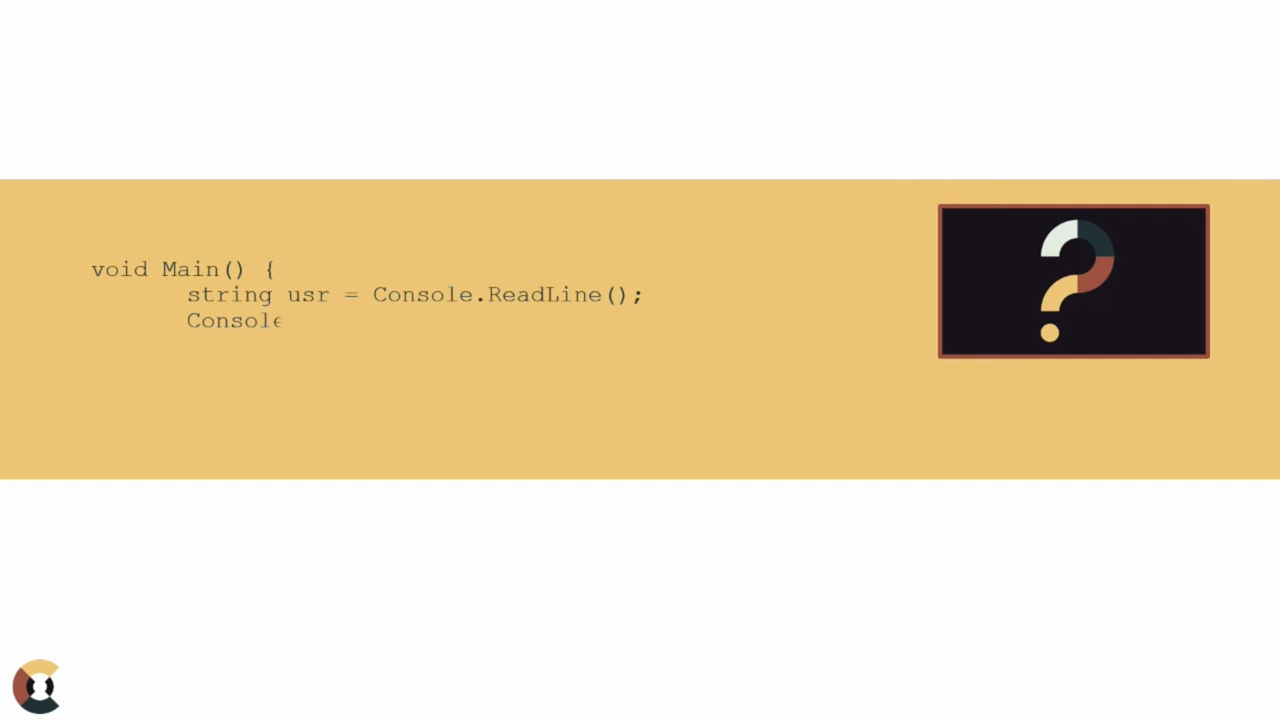 void Main() {
string usr = Console.ReadLine();
Console